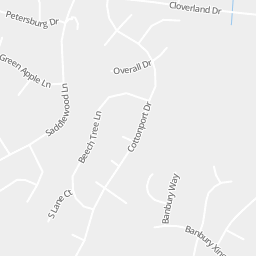 Cloverland Dr
Petersburg Dr
Overall Dr
Green Apple Ln
Saddlewood Ln
Beech Tree Ln
Cottonport Dr
S Lane Ct
Banbury Way
Banbury Xing